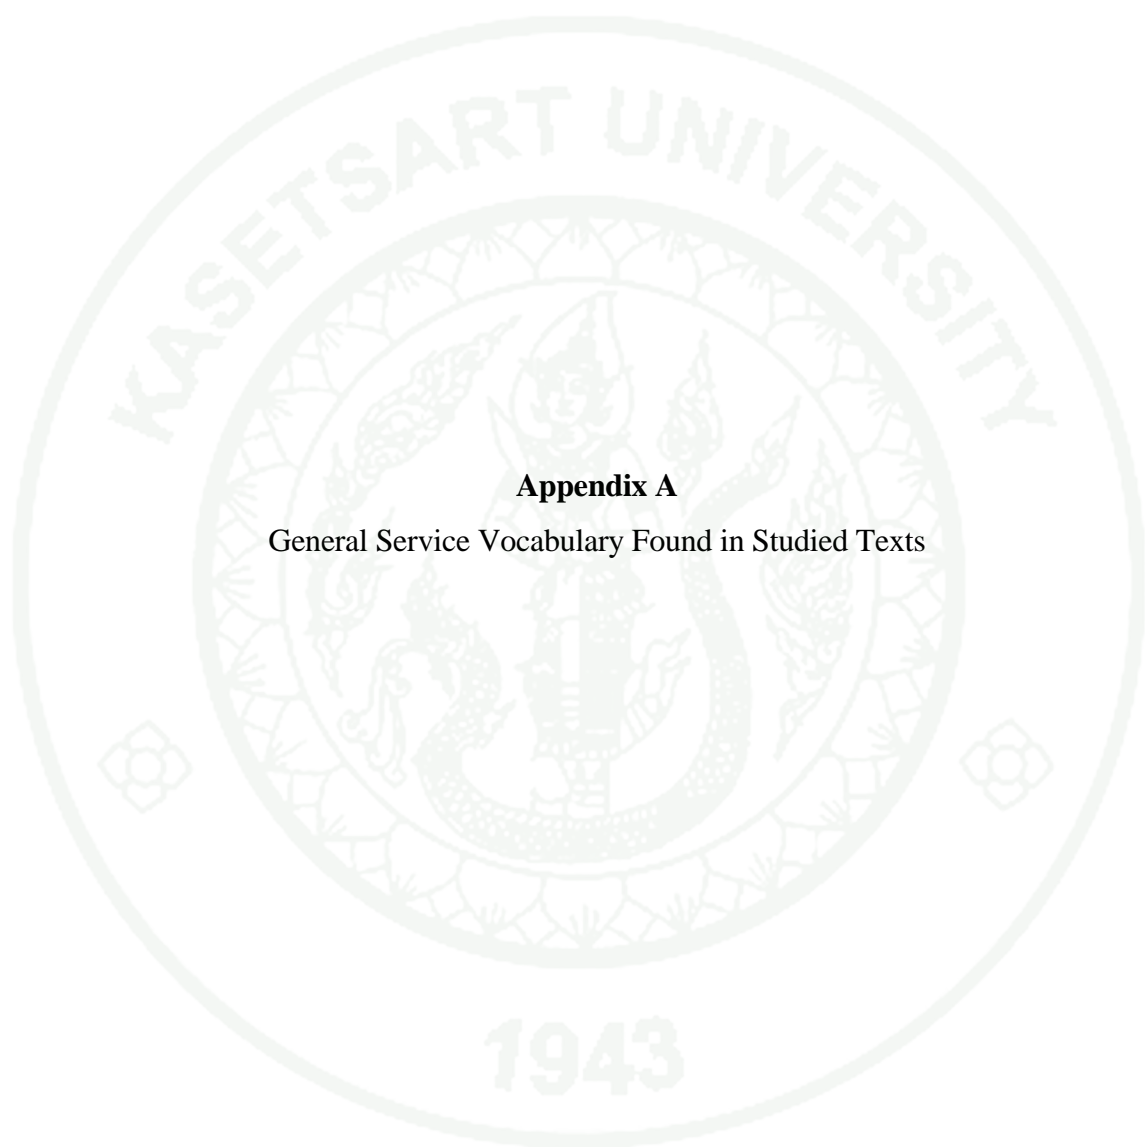 KASETSART UNIVERSITY
Appendix A
General Service Vocabulary Found in Studied Texts
1943